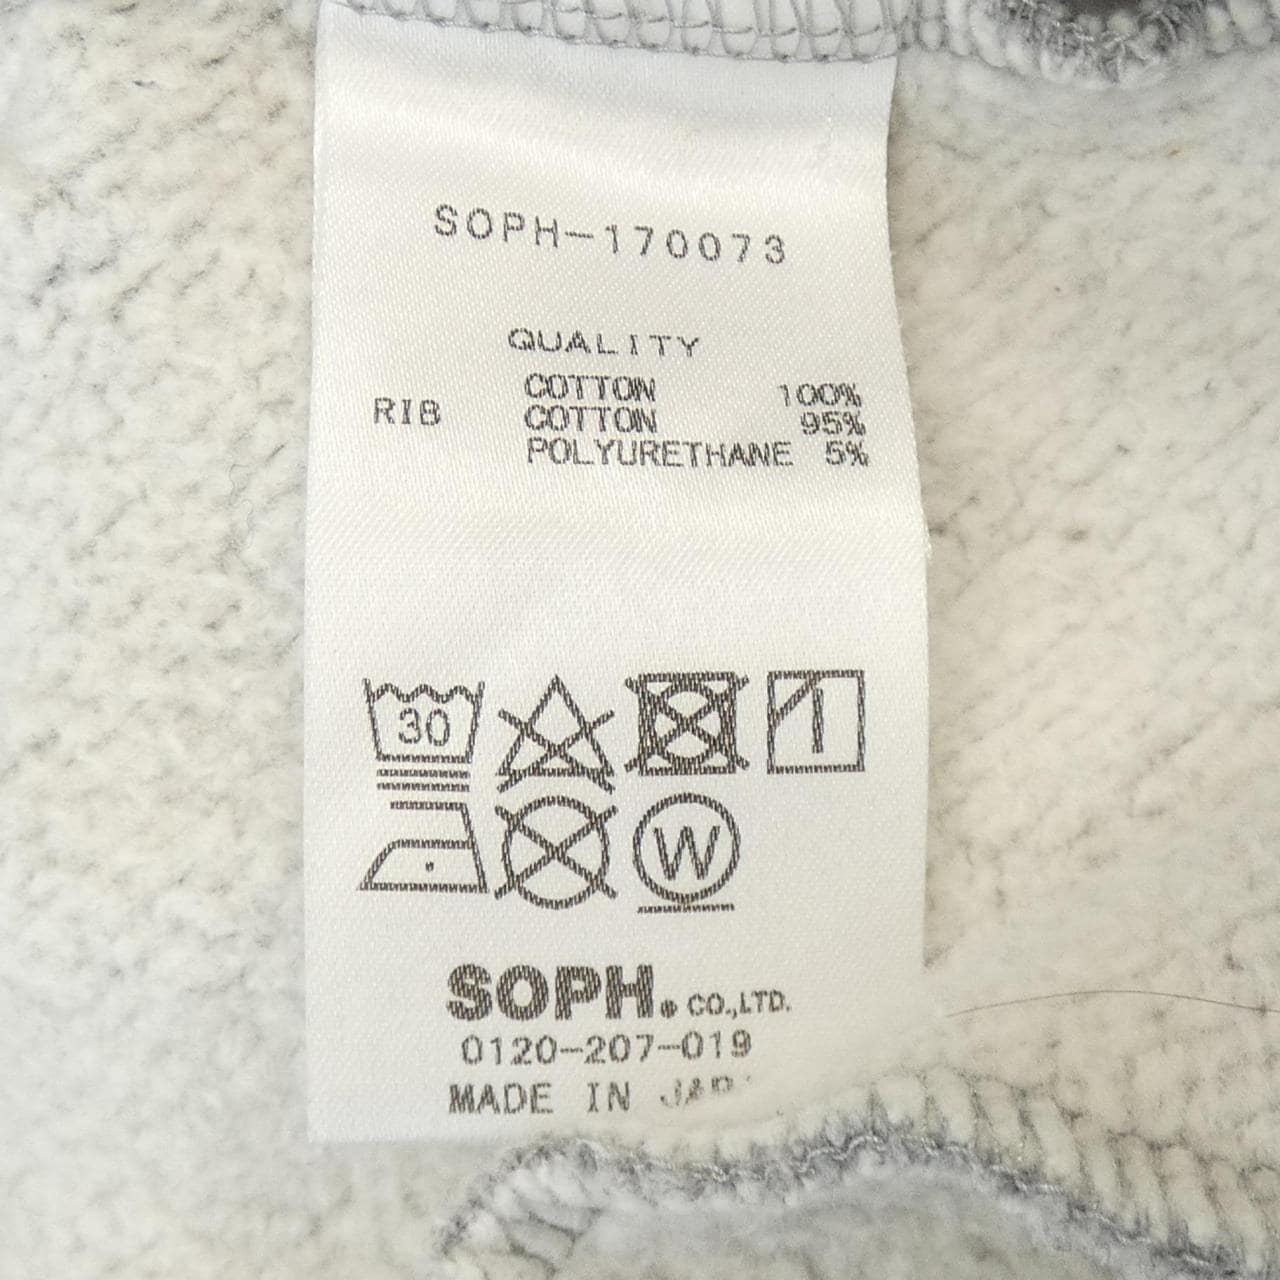 SOPH-170073
QUALITY
COTTON 100%
RIB COTTON 95%
POLYURETHANE 5%
30
W
SOPH. CO.,LTD.
0120-207-019
MADE IN